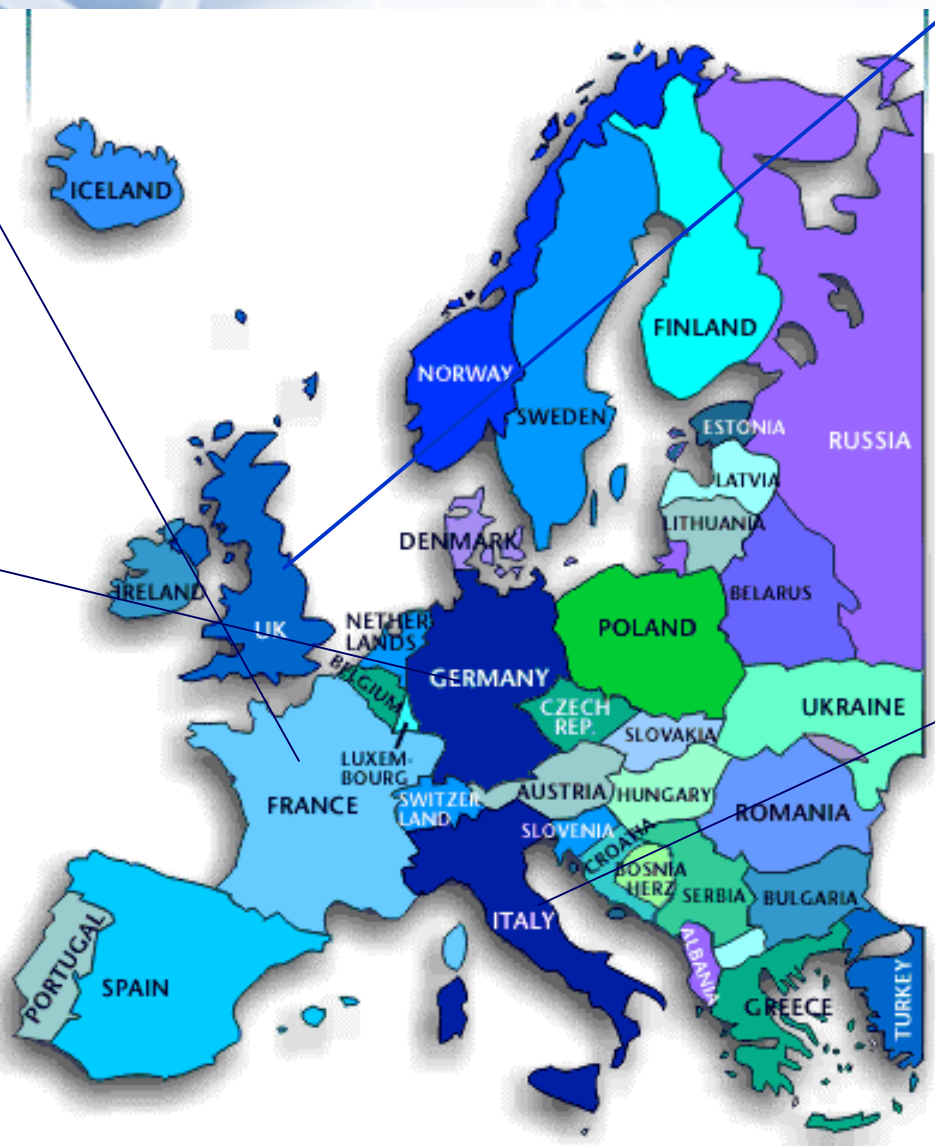 ICELAND
FINLAND
NORWAY
SWEDEN
ESTONIA
RUSSIA
LATVIA
LITHUANIA
DENMARK
IRELAND
BELARUS
NETHER
LANDS
UK
POLAND
BELGIUM
GERMANY
CZECH
REP.
UKRAINE
SLOVAKIA
LUXEM-
BOURG
FRANCE
SWITZER
LAND
AUSTRIA
HUNGARY
ROMANIA
SLOVENIA
CROATIA
BOSNIA
HERZ
SERBIA
BULGARIA
ITALY
PORTUGAL
SPAIN
ALBANIA
GREECE
TURKEY